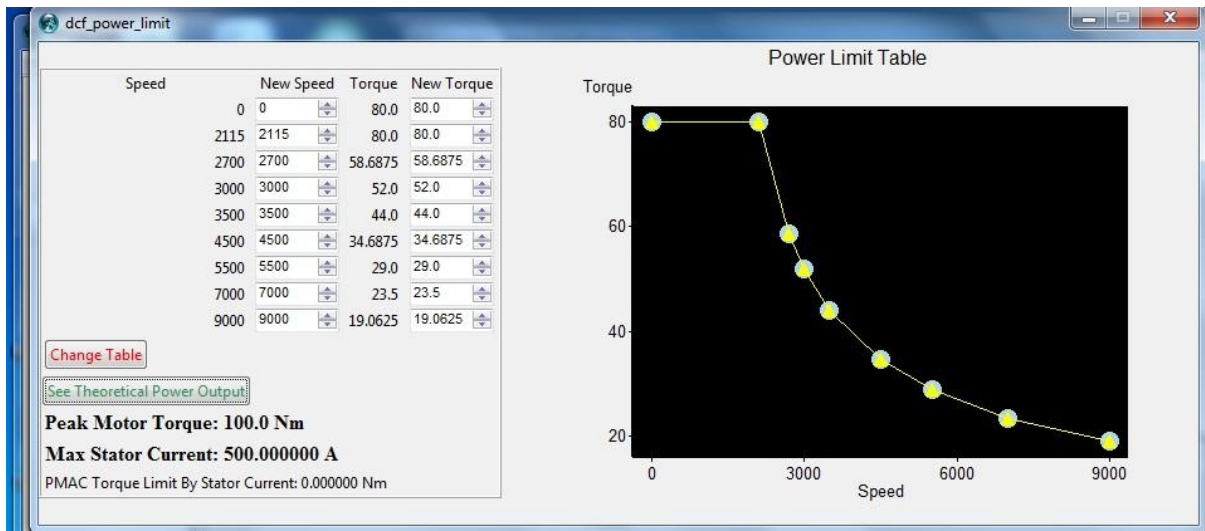 dcf_power_limit
Speed New Speed Torque New Torque
0 0 80.0 80.0
2115 2115 80.0 80.0
2700 2700 58.6875 58.6875
3000 3000 52.0 52.0
3500 3500 44.0 44.0
4500 4500 34.6875 34.6875
5500 5500 29.0 29.0
7000 7000 23.5 23.5
9000 9000 19.0625 19.0625
Change Table
See Theoretical Power Output
Peak Motor Torque: 100.0 Nm
Max Stator Current: 500.000000 A
PMAC Torque Limit By Stator Current: 0.000000 Nm
Power Limit Table
Torque
80
60
40
20
0 3000 6000 9000
Speed